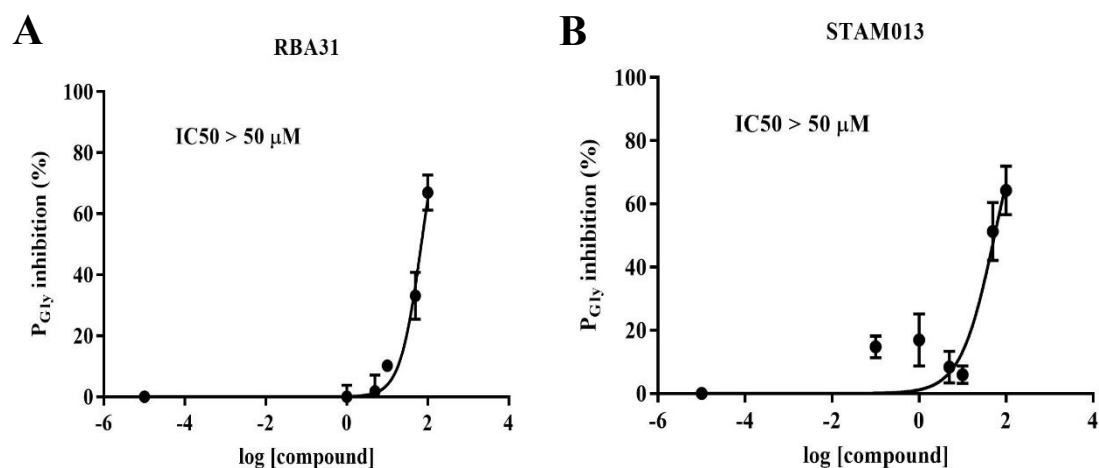 A
RBA31
P_Gly inhibition (%)
100
80
60
40
20
0
IC50 > 50 μM
-6
-4
-2
0
2
4
log [compound]
B
STAM013
P_Gly inhibition (%)
100
80
60
40
20
0
IC50 > 50 μM
-6
-4
-2
0
2
4
log [compound]